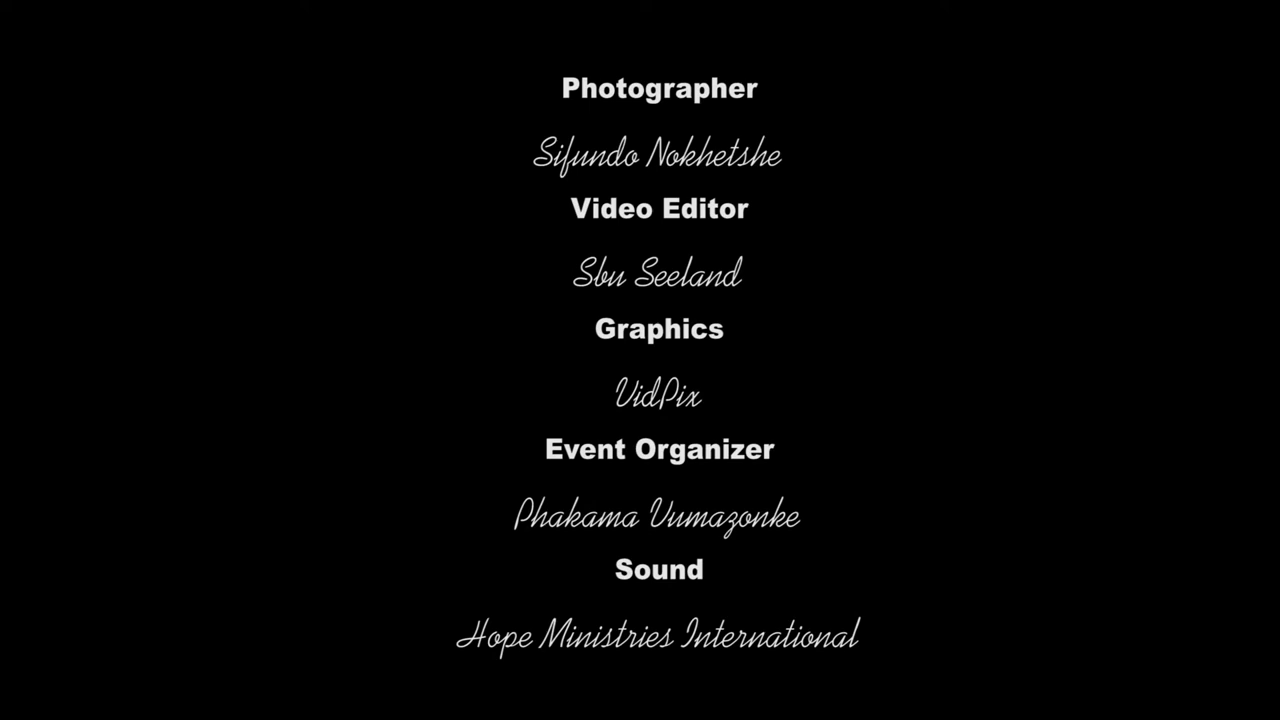 Photographer
Sifundo Nokhetshe
Video Editor
Sbu Seeland
Graphics
VidPix
Event Organizer
Phakama Vumazonke
Sound
Hope Ministries International